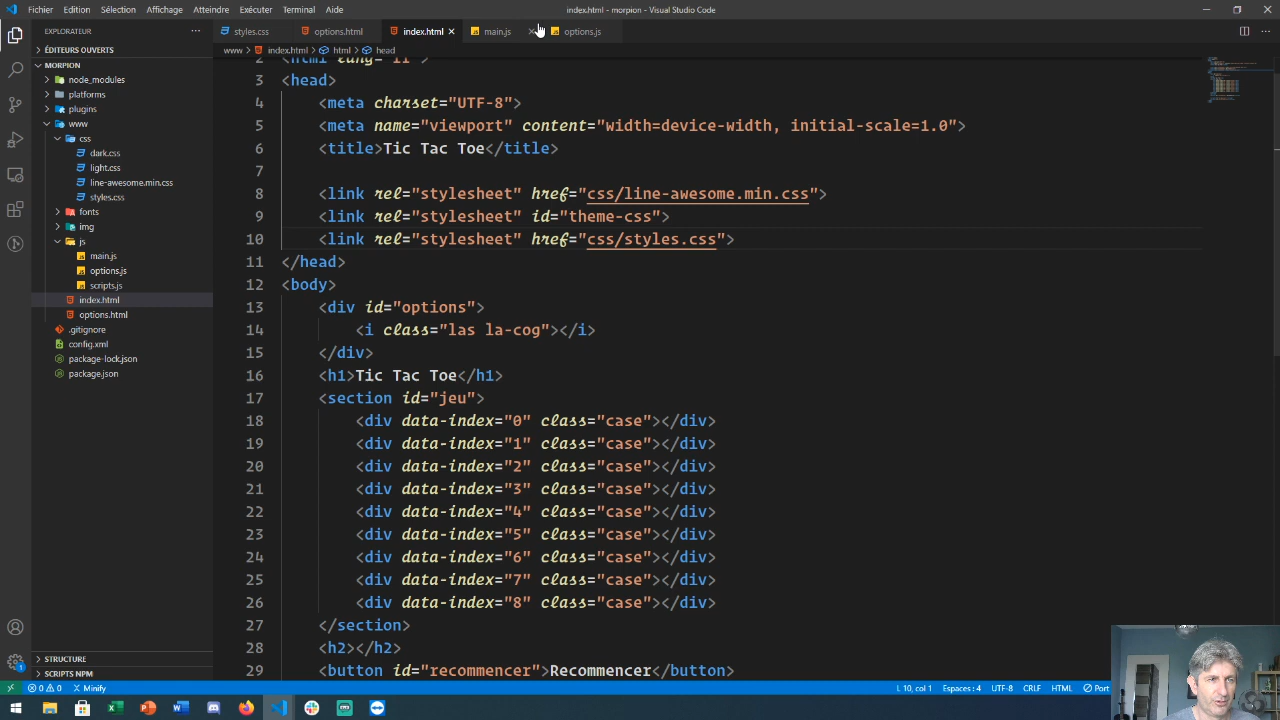 Fichier Edition Sélection Affichage Atteindre Exécuter Terminal Aide
index.html - morpion - Visual Studio Code
EXPLORATEUR
styles.css options.html index.html main.js options.js
www > index.html > html > head
ÉDITEURS OUVERTS
MORPION
node_modules
platforms
plugins
www
css
dark.css
light.css
line-awesome.min.css
styles.css
fonts
img
js
main.js
options.js
scripts.js
index.html
options.html
.gitignore
config.xml
package-lock.json
package.json
STRUCTURE
SCRIPTS NPM
3 <head>
4 <meta charset="UTF-8">
5 <meta name="viewport" content="width=device-width, initial-scale=1.0">
6 <title>Tic Tac Toe</title>
7
8 <link rel="stylesheet" href="css/line-awesome.min.css">
9 <link rel="stylesheet" id="theme-css">
10 <link rel="stylesheet" href="css/styles.css">
11 </head>
12 <body>
13 <div id="options">
14 <i class="las la-cog"></i>
15 </div>
16 <h1>Tic Tac Toe</h1>
17 <section id="jeu">
18 <div data-index="0" class="case"></div>
19 <div data-index="1" class="case"></div>
20 <div data-index="2" class="case"></div>
21 <div data-index="3" class="case"></div>
22 <div data-index="4" class="case"></div>
23 <div data-index="5" class="case"></div>
24 <div data-index="6" class="case"></div>
25 <div data-index="7" class="case"></div>
26 <div data-index="8" class="case"></div>
27 </section>
28 <h2></h2>
29 <button id="recommencer">Recommencer</button>
0 0 Minify L 10, col 1 Espaces : 4 UTF-8 CRLF HTML Port